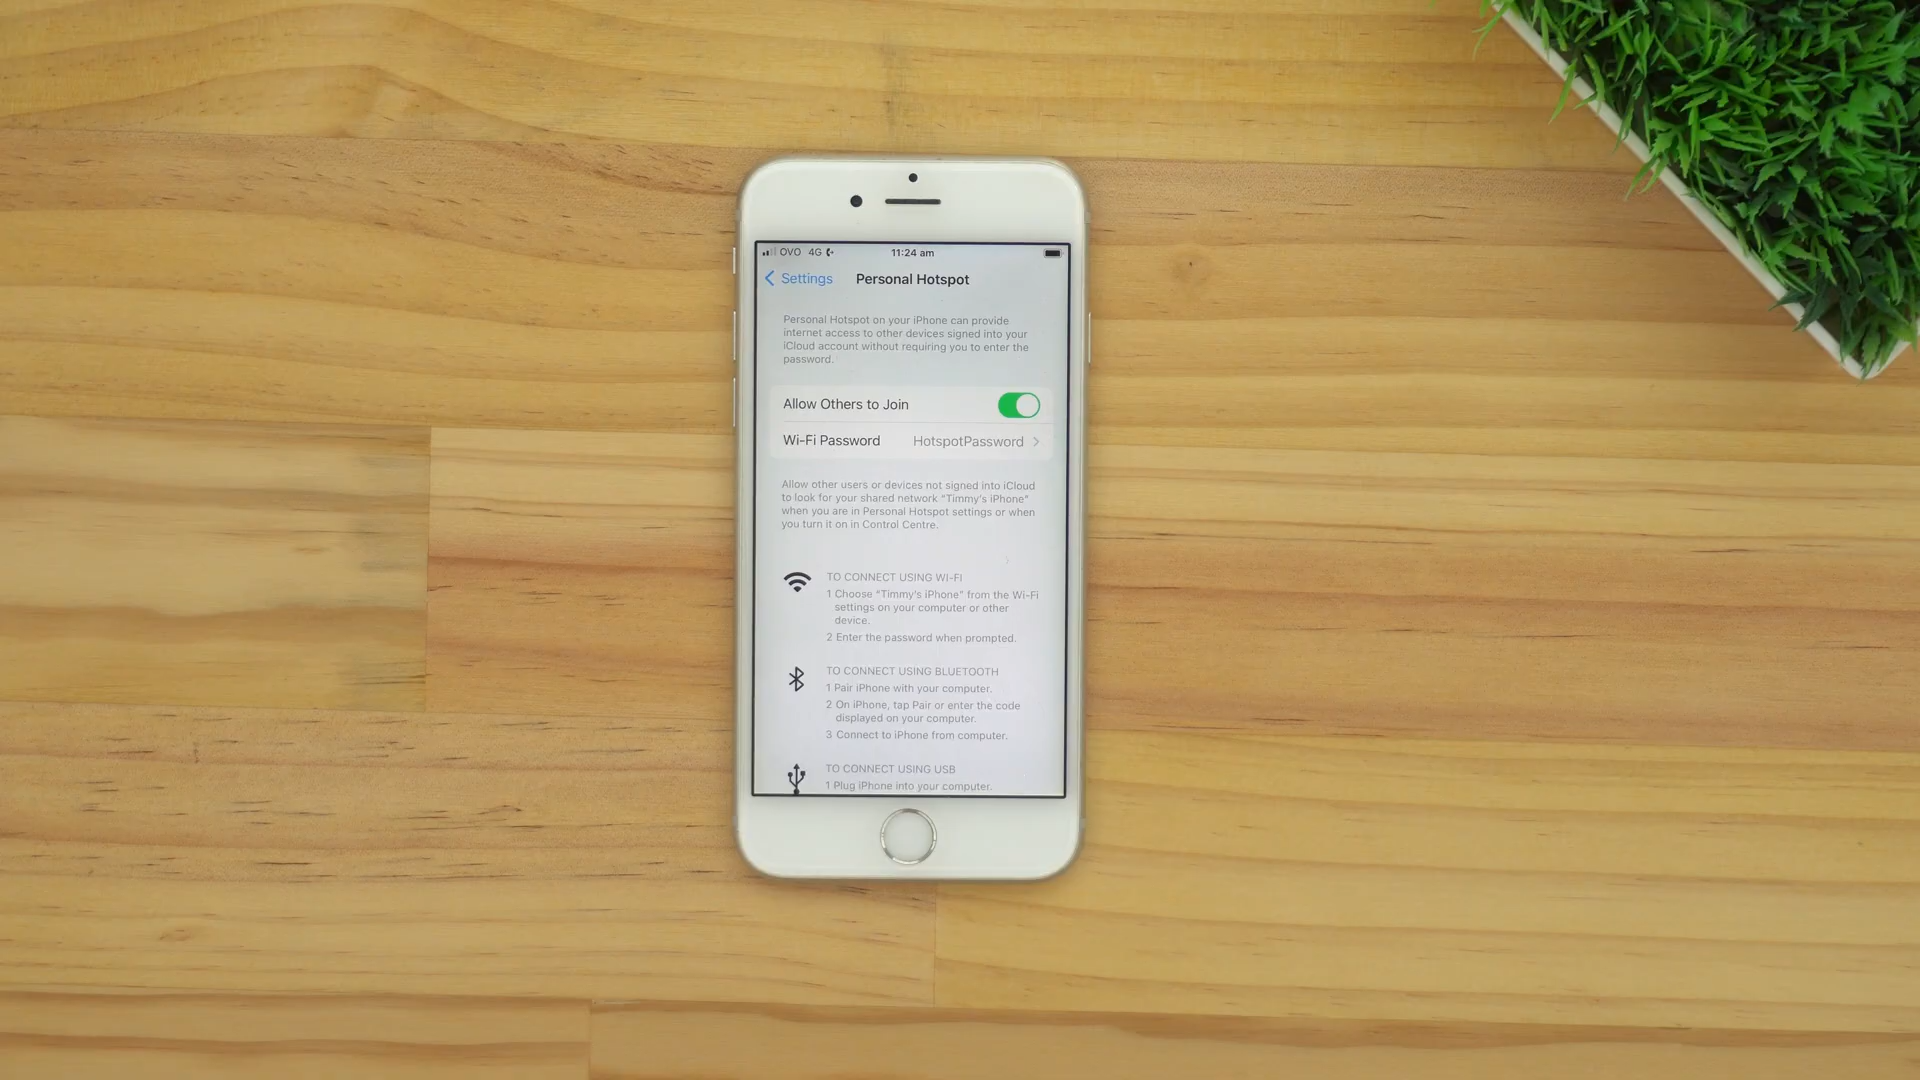 OVO 4G 11:24 am
Settings Personal Hotspot
Personal Hotspot on your iPhone can provide
internet access to other devices signed into your
iCloud account without requiring you to enter the
password.
Allow Others to Join
Wi-Fi Password HotspotPassword
Allow other users or devices not signed into iCloud
to look for your shared network “Timmy’s iPhone”
when you are in Personal Hotspot settings or when
you turn it on in Control Centre.
TO CONNECT USING WI-FI
1 Choose “Timmy’s iPhone” from the Wi-Fi
settings on your computer or other
device.
2 Enter the password when prompted.
TO CONNECT USING BLUETOOTH
1 Pair iPhone with your computer.
2 On iPhone, tap Pair or enter the code
displayed on your computer.
3 Connect to iPhone from computer.
TO CONNECT USING USB
1 Plug iPhone into your computer.